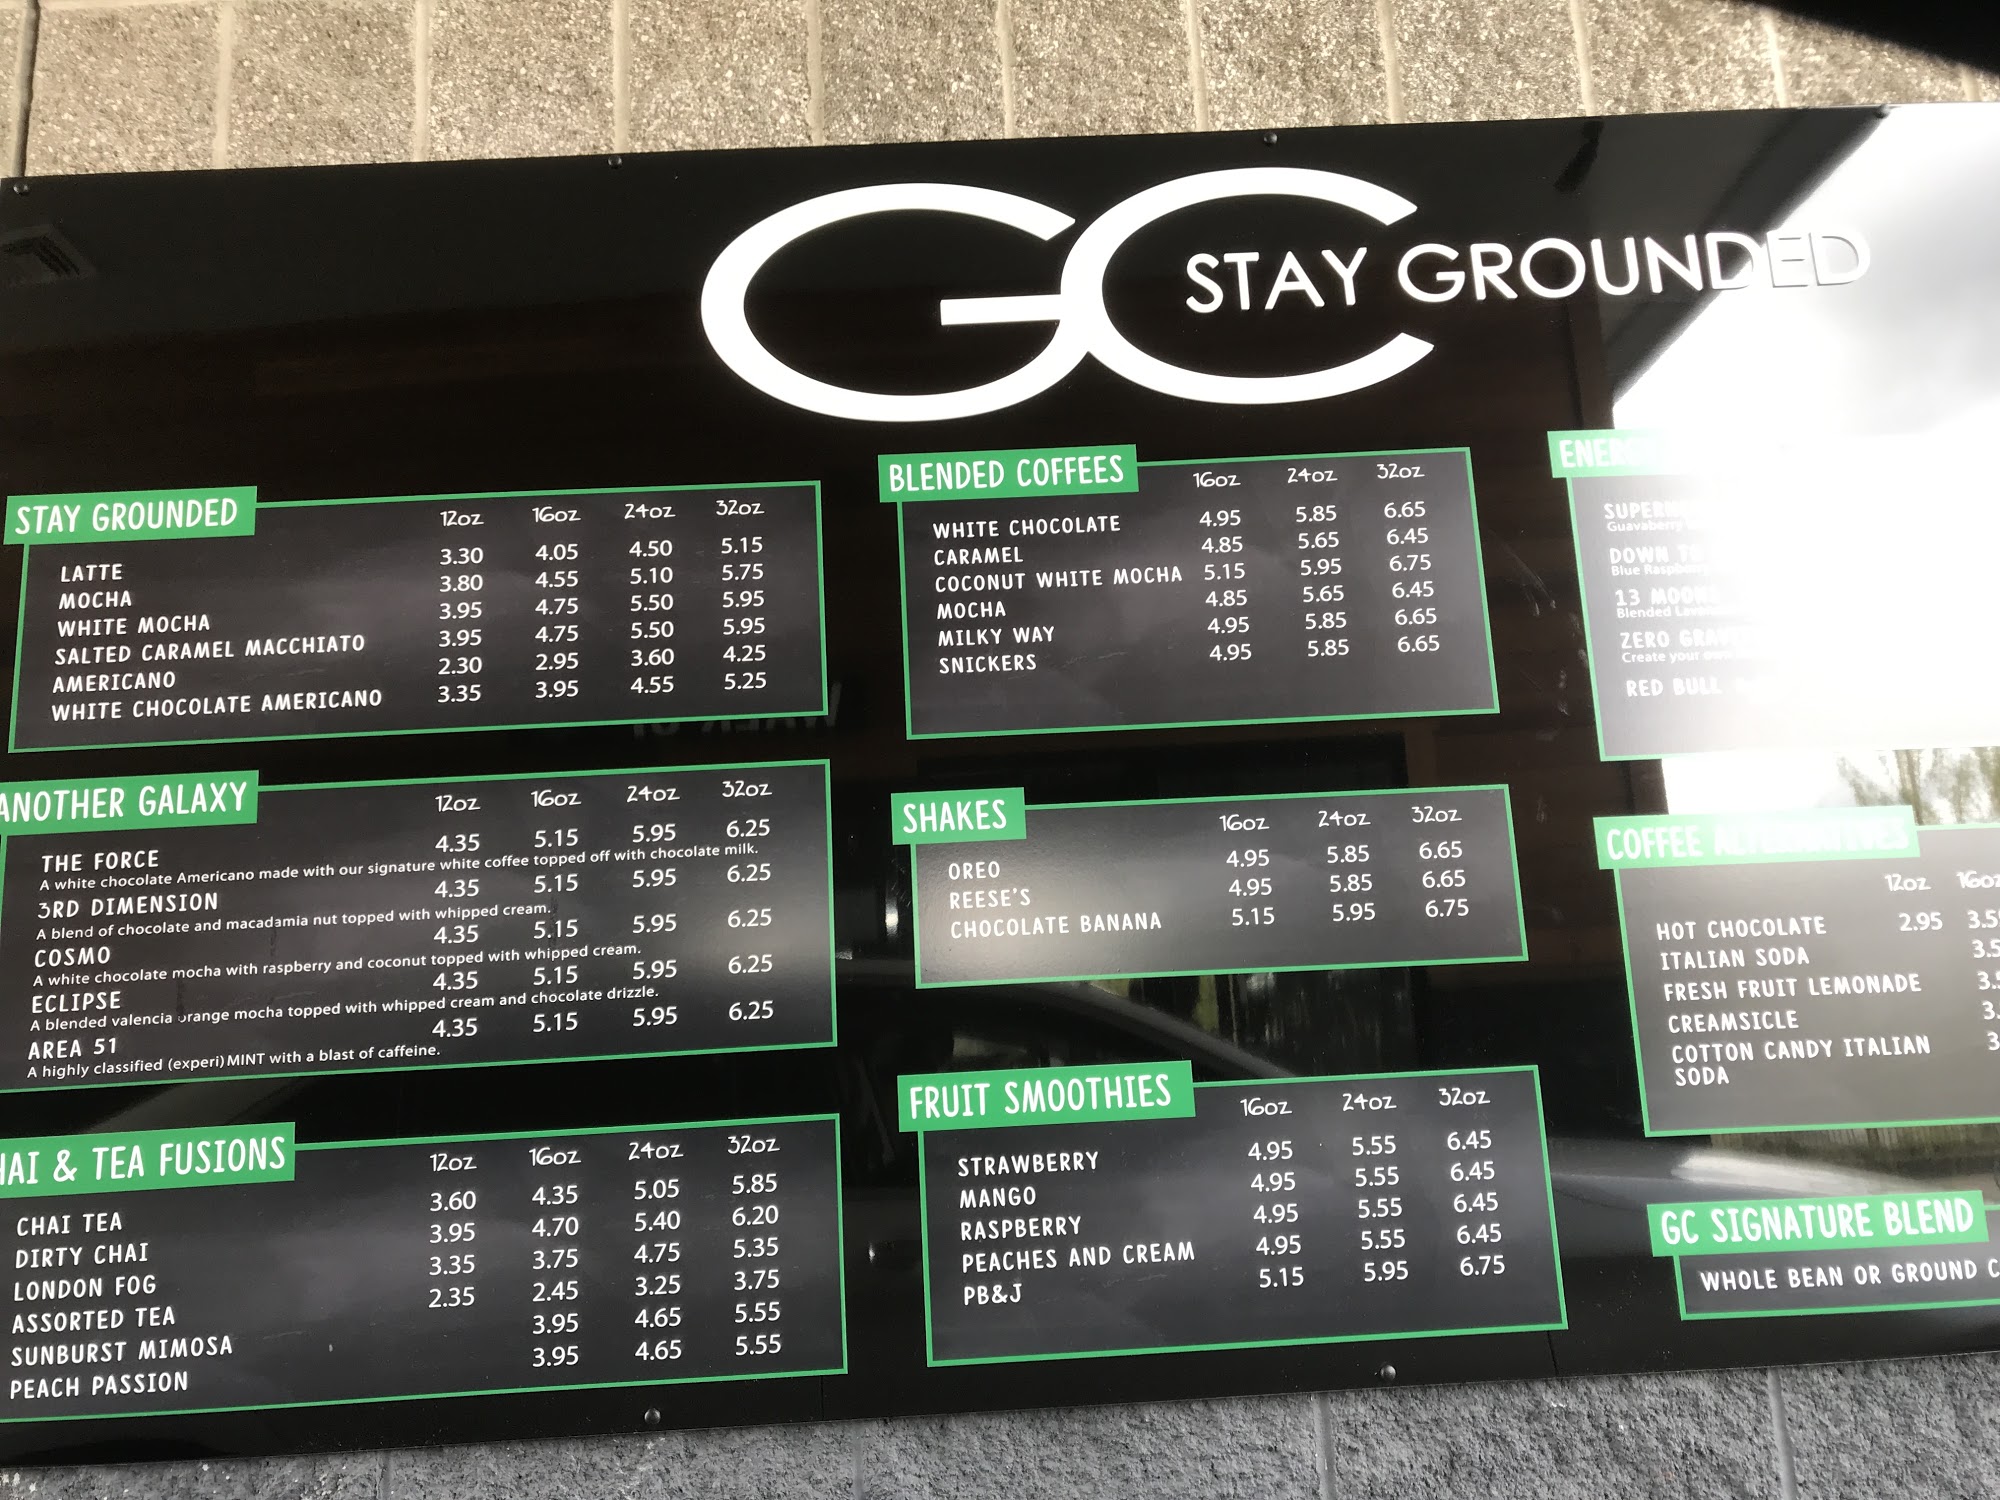 GC STAY GROUNDED
STAY GROUNDED
12oz 16oz 24oz 32oz
LATTE 3.30 4.05 4.50 5.15
MOCHA 3.80 4.55 5.10 5.75
WHITE MOCHA 3.95 4.75 5.50 5.95
SALTED CARAMEL MACCHIATO 3.95 4.75 5.50 5.95
AMERICANO 2.30 2.95 3.60 4.25
WHITE CHOCOLATE AMERICANO 3.35 3.95 4.55 5.25
ANOTHER GALAXY
12oz 16oz 24oz 32oz
THE FORCE 4.35 5.15 5.95 6.25
A white chocolate Americano made with our signature white coffee topped off with chocolate milk.
3RD DIMENSION 4.35 5.15 5.95 6.25
A blend of chocolate and macadamia nut topped with whipped cream.
COSMO 4.35 5.15 5.95 6.25
A white chocolate mocha with raspberry and coconut topped with whipped cream.
ECLIPSE 4.35 5.15 5.95 6.25
A blended valencia orange mocha topped with whipped cream and chocolate drizzle.
AREA 51 4.35 5.15 5.95 6.25
A highly classified (experi)MINT with a blast of caffeine.
HAI & TEA FUSIONS
12oz 16oz 24oz 32oz
CHAI TEA 3.60 4.35 5.05 5.85
DIRTY CHAI 3.95 4.70 5.40 6.20
LONDON FOG 3.35 3.75 4.75 5.35
ASSORTED TEA 2.35 2.45 3.25 3.75
SUNBURST MIMOSA 3.95 4.65 5.55
PEACH PASSION 3.95 4.65 5.55
BLENDED COFFEES
16oz 24oz 32oz
WHITE CHOCOLATE 4.95 5.85 6.65
CARAMEL 4.85 5.65 6.45
COCONUT WHITE MOCHA 5.15 5.95 6.75
MOCHA 4.85 5.65 6.45
MILKY WAY 4.95 5.85 6.65
SNICKERS 4.95 5.85 6.65
SHAKES
16oz 24oz 32oz
OREO 4.95 5.85 6.65
REESE'S 4.95 5.85 6.65
CHOCOLATE BANANA 5.15 5.95 6.75
FRUIT SMOOTHIES
16oz 24oz 32oz
STRAWBERRY 4.95 5.55 6.45
MANGO 4.95 5.55 6.45
RASPBERRY 4.95 5.55 6.45
PEACHES AND CREAM 4.95 5.55 6.45
PB&J 5.15 5.95 6.75
Guavaberry
DOWN TO
Blue Raspberry
13 MOONS
Blended
ZERO
Create your own
RED BULL
COFFEE ALTERNATIVES
12oz 16oz
HOT CHOCOLATE 2.95
ITALIAN SODA
FRESH FRUIT LEMONADE
CREAMSICLE
COTTON CANDY ITALIAN
SODA
GC SIGNATURE BLEND
WHOLE BEAN OR GROUND